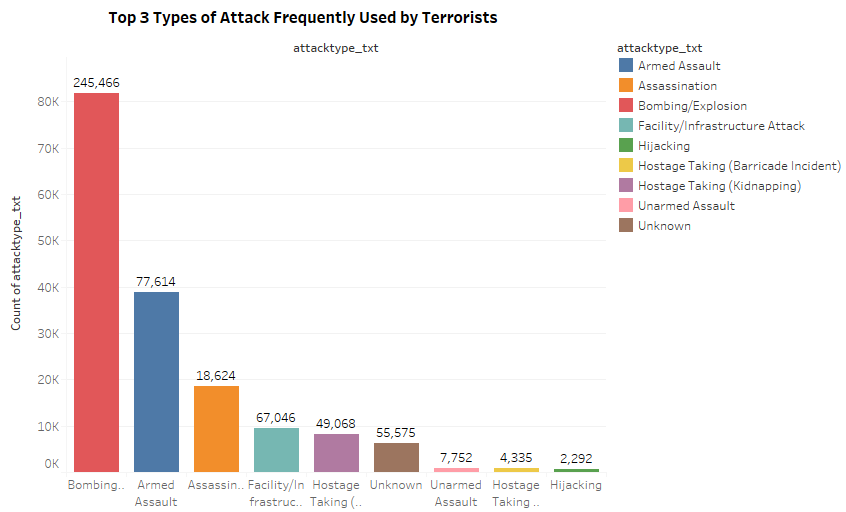 Top 3 Types of Attack Frequently Used by Terrorists
attacktype_txt
attacktype_txt
Armed Assault
Assassination
Bombing/Explosion
Facility/Infrastructure Attack
Hijacking
Hostage Taking (Barricade Incident)
Hostage Taking (Kidnapping)
Unarmed Assault
Unknown
Count of attacktype_txt
80K
70K
60K
50K
40K
30K
20K
10K
0K
245,466
77,614
18,624
67,046
49,068
55,575
7,752
4,335
2,292
Bombing..
Armed
Assault
Assassin..
Facility/In
frastruc..
Hostage
Taking (..
Unknown
Unarmed
Assault
Hostage
Taking ..
Hijacking